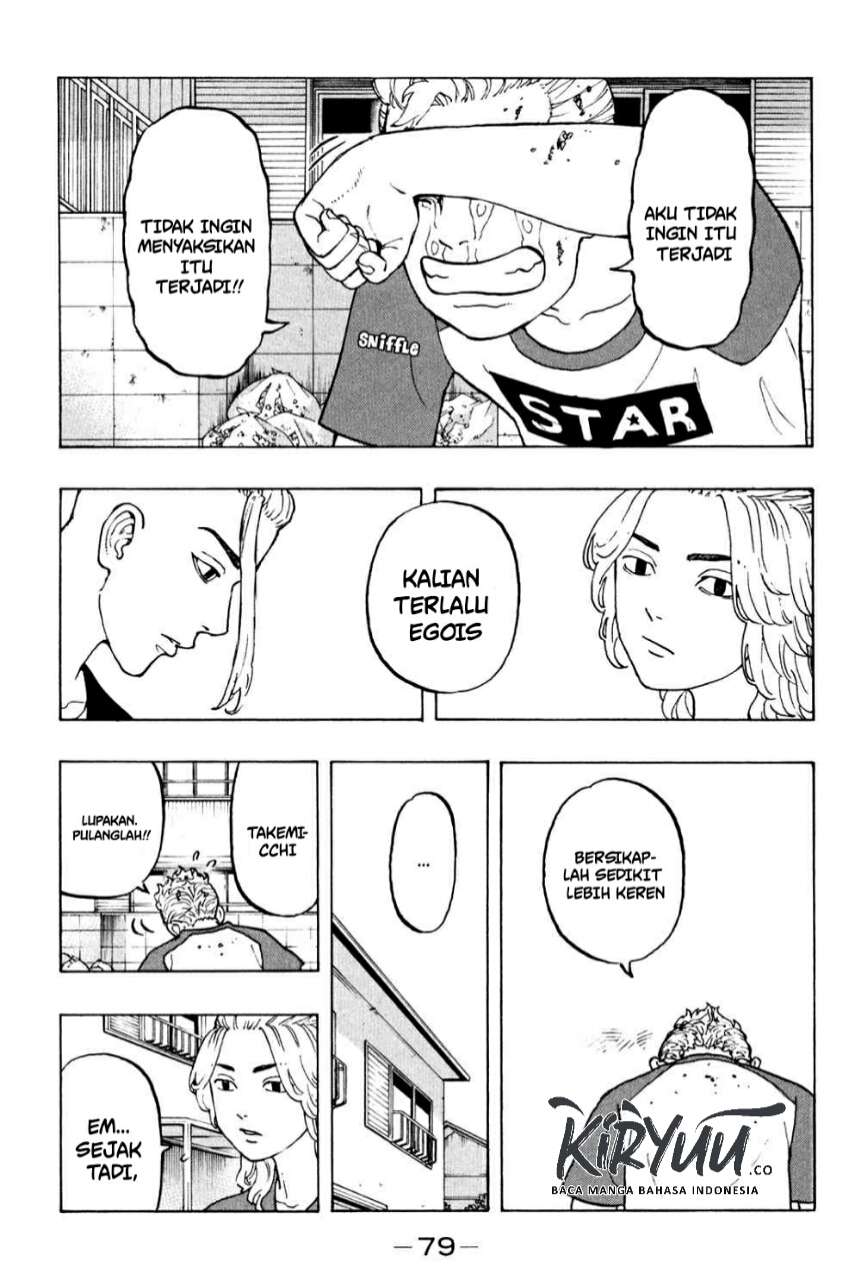 AKU TIDAK
INGIN ITU
TERJADI
TIDAK INGIN
MENYAKSIKAN
ITU
TERJADI!!
SNIFFLE
STAR
KALIAN
TERLALU
EGOIS
BERSIKAP-
LAH SEDIKIT
LEBIH KEREN
...
TAKEMI-
CCHI
LUPAKAN.
PULANGLAH!!
EM...
SEJAK
TADI,
KIRYUU.CO
BACA MANGA BAHASA INDONESIA
-79-